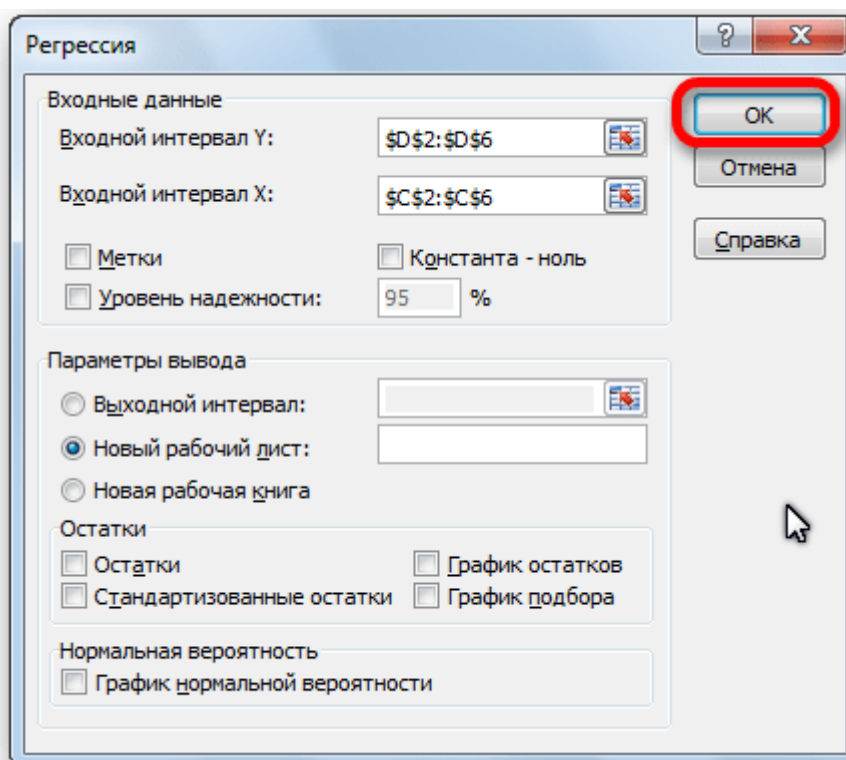 Регрессия
Входные данные
Входной интервал Y: $D$2:$D$6
Входной интервал X: $C$2:$C$6
Метки Константа - ноль
Уровень надежности: 95 %
Параметры вывода
Выходной интервал:
Новый рабочий лист:
Новая рабочая книга
Остатки
Остатки График остатков
Стандартизованные остатки График подбора
Нормальная вероятность
График нормальной вероятности
ОК
Отмена
Справка